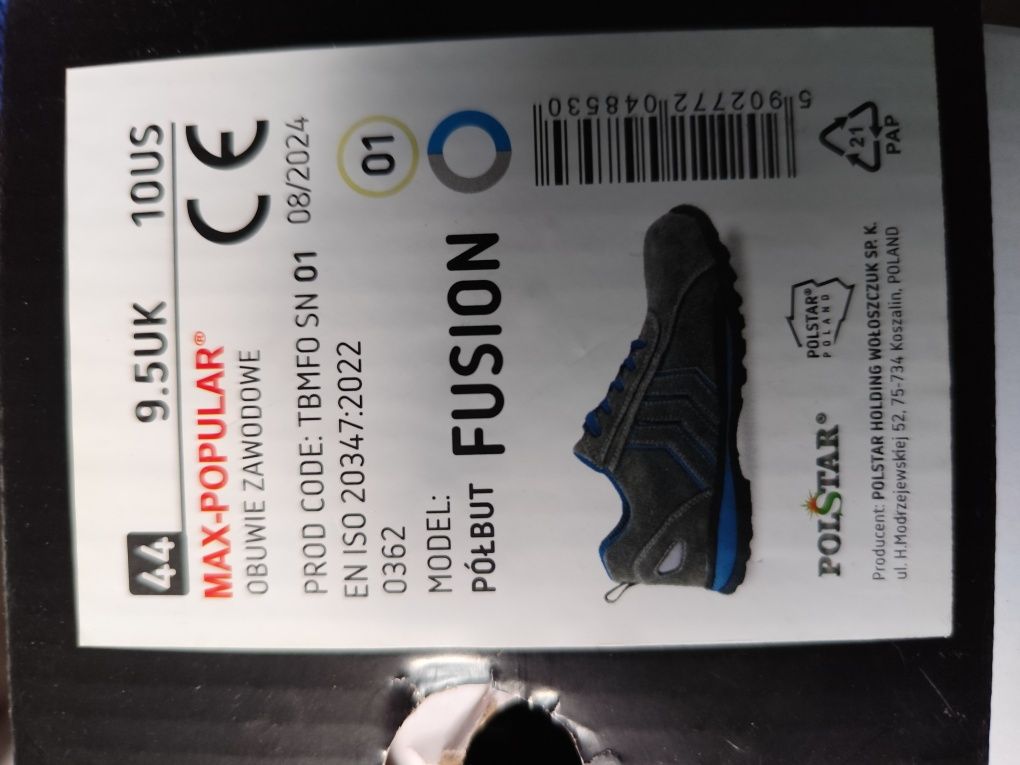 44 9.5UK 10US
MAX-POPULAR®
OBUWIE ZAWODOWE
CE
PROD CODE: TBMFO SN 01 08/2024
EN ISO 20347:2022
0362
01
MODEL:
PÓŁBUT FUSION
5 902772 048530
POLSTAR®
POLSTAR®
POLAND
21
PAP
Producent: POLSTAR HOLDING WOŁOSZCZUK SP. K.
ul. H.Modrzejewskiej 52, 75-734 Koszalin, POLAND